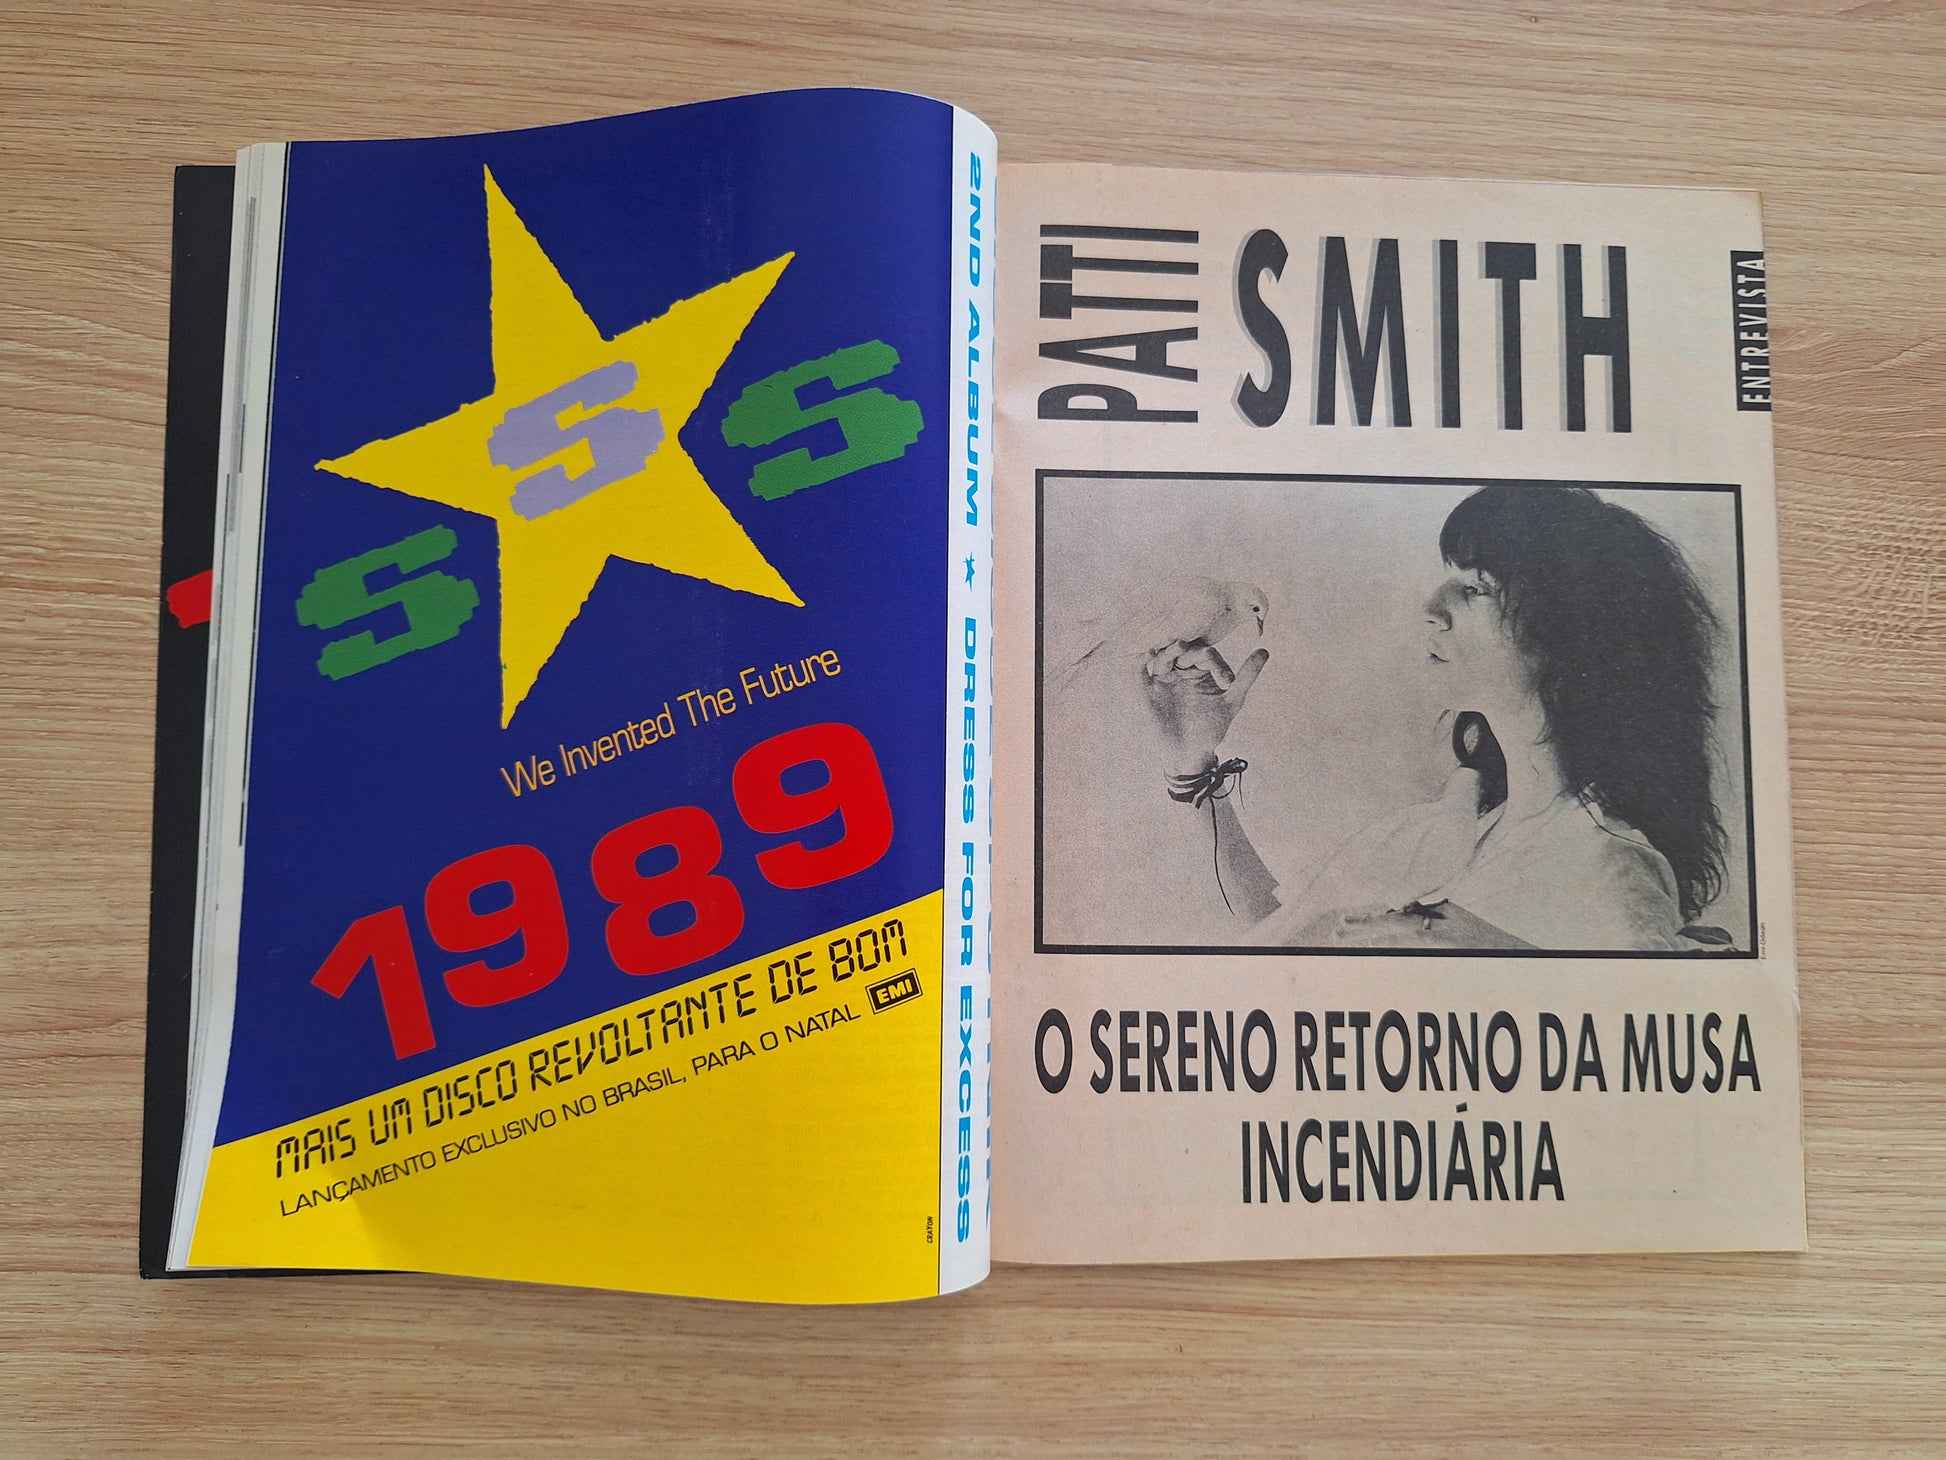 S S S
We Invented The Future
1989
MAIS UM DISCO REVOLTANTE DE BOM
LANÇAMENTO EXCLUSIVO NO BRASIL, PARA O NATAL
EMI
CRAYON
2ND ALBUM ★ DRESS FOR EXCESS
PATTI
SMITH
ENTREVISTA
O SERENO RETORNO DA MUSA
INCENDIÁRIA